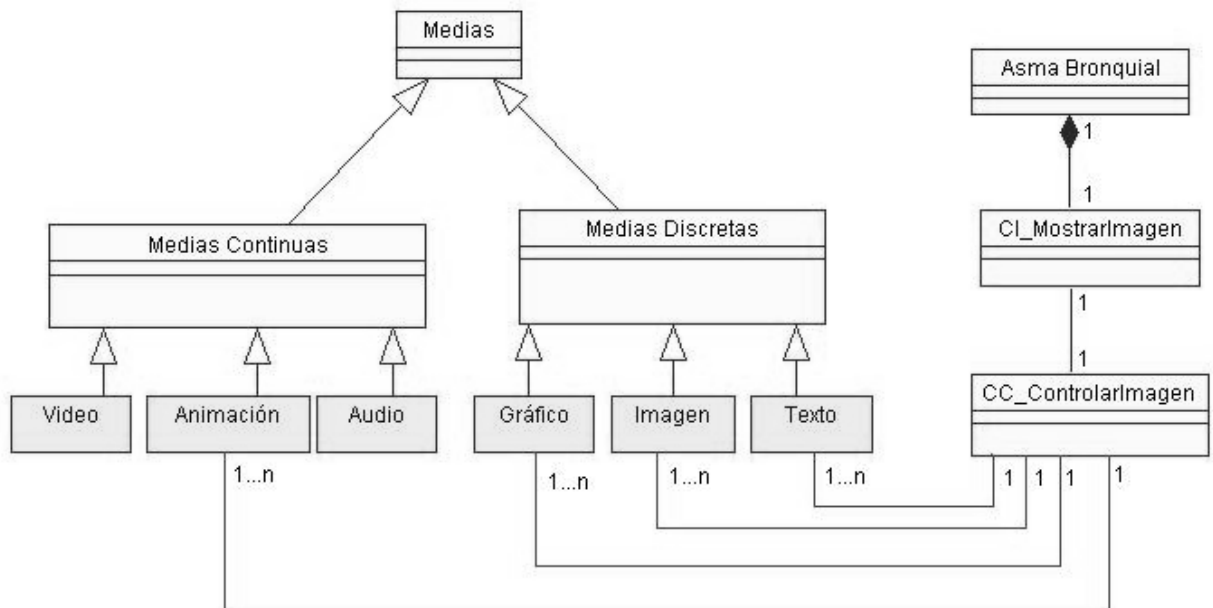 Medias
Asma Bronquial
1
1
Medias Continuas
Medias Discretas
CI_MostrarImagen
1
1
Video
Animación
Audio
Gráfico
Imagen
Texto
CC_ControlarImagen
1...n
1...n
1...n
1...n
1
1
1
1